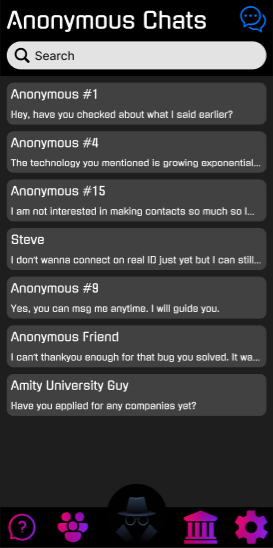 Anonymous Chats
Search
Anonymous #1
Hey, have you checked about what I said earlier?
Anonymous #4
The technology you mentioned is growing exponential...
Anonymous #15
I am not interested in making contacts so much so I...
Steve
I don't wanna connect on real ID just yet but I can still...
Anonymous #9
Yes, you can msg me anytime. I will guide you.
Anonymous Friend
I can't thankyou enough for that bug you solved. It wa...
Amity University Guy
Have you applied for any companies yet?
?